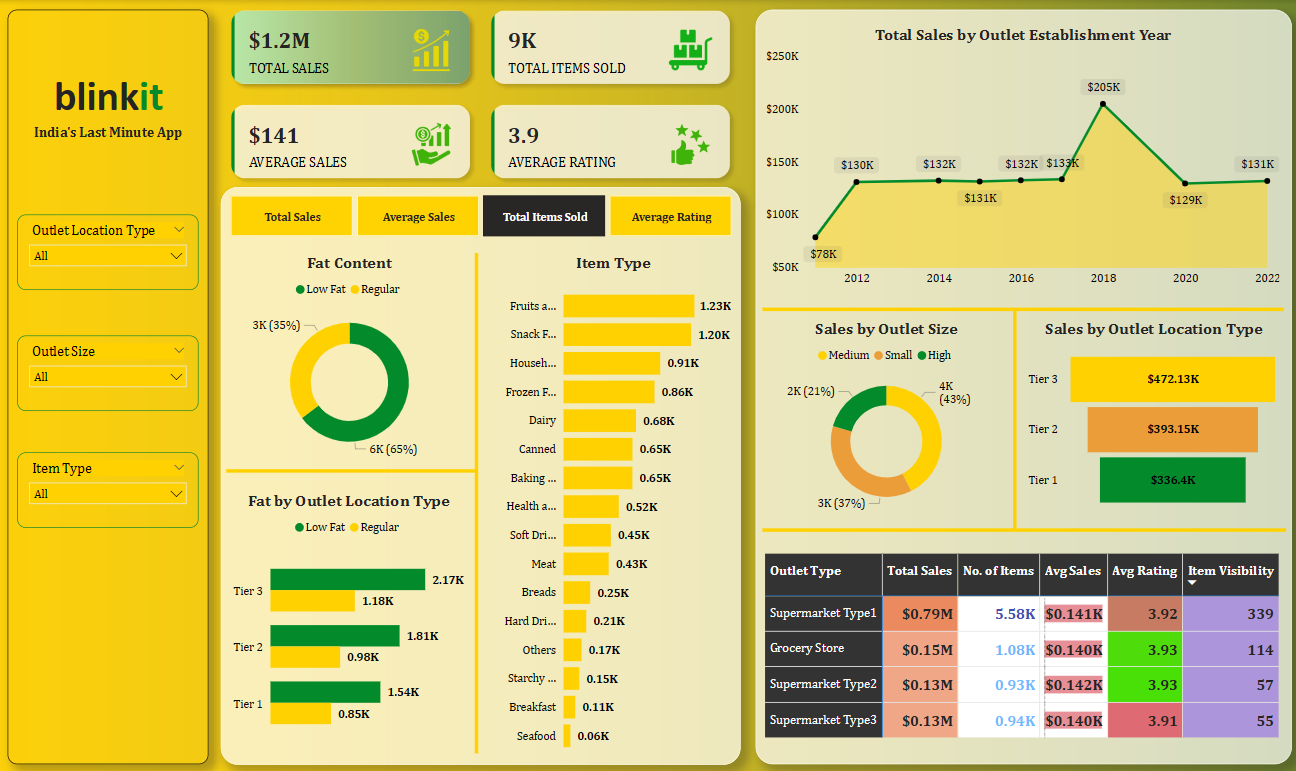 blinkit
India's Last Minute App
Outlet Location Type
All
Outlet Size
All
Item Type
All
$1.2M
TOTAL SALES
9K
TOTAL ITEMS SOLD
$141
AVERAGE SALES
3.9
AVERAGE RATING
Total Sales
Average Sales
Total Items Sold
Average Rating
Fat Content
Low Fat Regular
3K (35%)
6K (65%)
Fat by Outlet Location Type
Low Fat Regular
Tier 3 2.17K
1.18K
Tier 2 1.81K
0.98K
Tier 1 1.54K
0.85K
Item Type
Fruits a... 1.23K
Snack F... 1.20K
Househ... 0.91K
Frozen F... 0.86K
Dairy 0.68K
Canned 0.65K
Baking ... 0.65K
Health a... 0.52K
Soft Dri... 0.45K
Meat 0.43K
Breads 0.25K
Hard Dri... 0.21K
Others 0.17K
Starchy ... 0.15K
Breakfast 0.11K
Seafood 0.06K
Total Sales by Outlet Establishment Year
$250K
$200K
$150K
$100K
$50K
$78K
$130K
$132K
$131K
$132K
$133K
$205K
$129K
$131K
2012 2014 2016 2018 2020 2022
Sales by Outlet Size
Medium Small High
2K (21%)
4K
(43%)
3K (37%)
Sales by Outlet Location Type
Tier 3 $472.13K
Tier 2 $393.15K
Tier 1 $336.4K
Outlet Type Total Sales No. of Items Avg Sales Avg Rating Item Visibility
Supermarket Type1 $0.79M 5.58K $0.141K 3.92 339
Grocery Store $0.15M 1.08K $0.140K 3.93 114
Supermarket Type2 $0.13M 0.93K $0.142K 3.93 57
Supermarket Type3 $0.13M 0.94K $0.140K 3.91 55